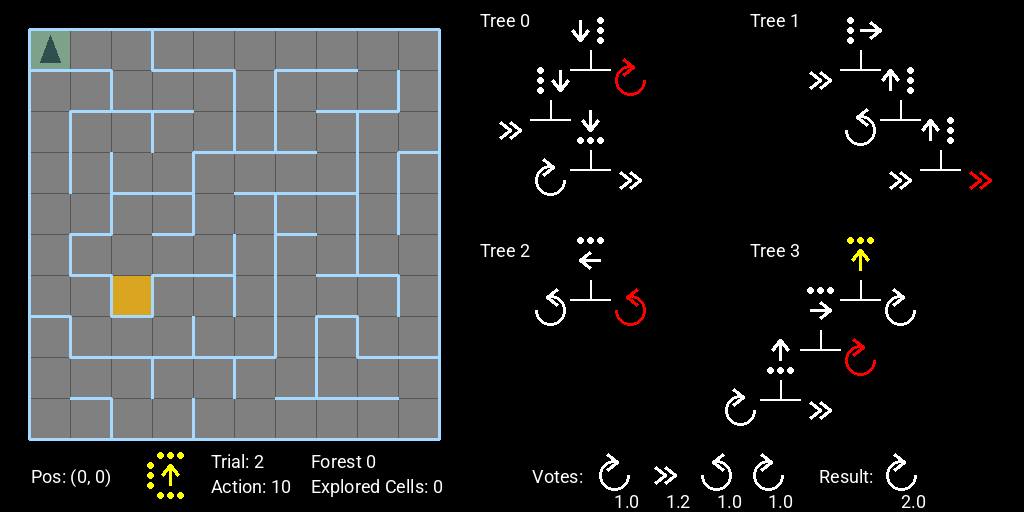 Tree 0
Tree 1
Tree 2
Tree 3
Pos: (0, 0)
Trial: 2
Forest 0
Action: 10
Explored Cells: 0
Votes:
Result:
1.0
1.2
1.0
1.0
2.0